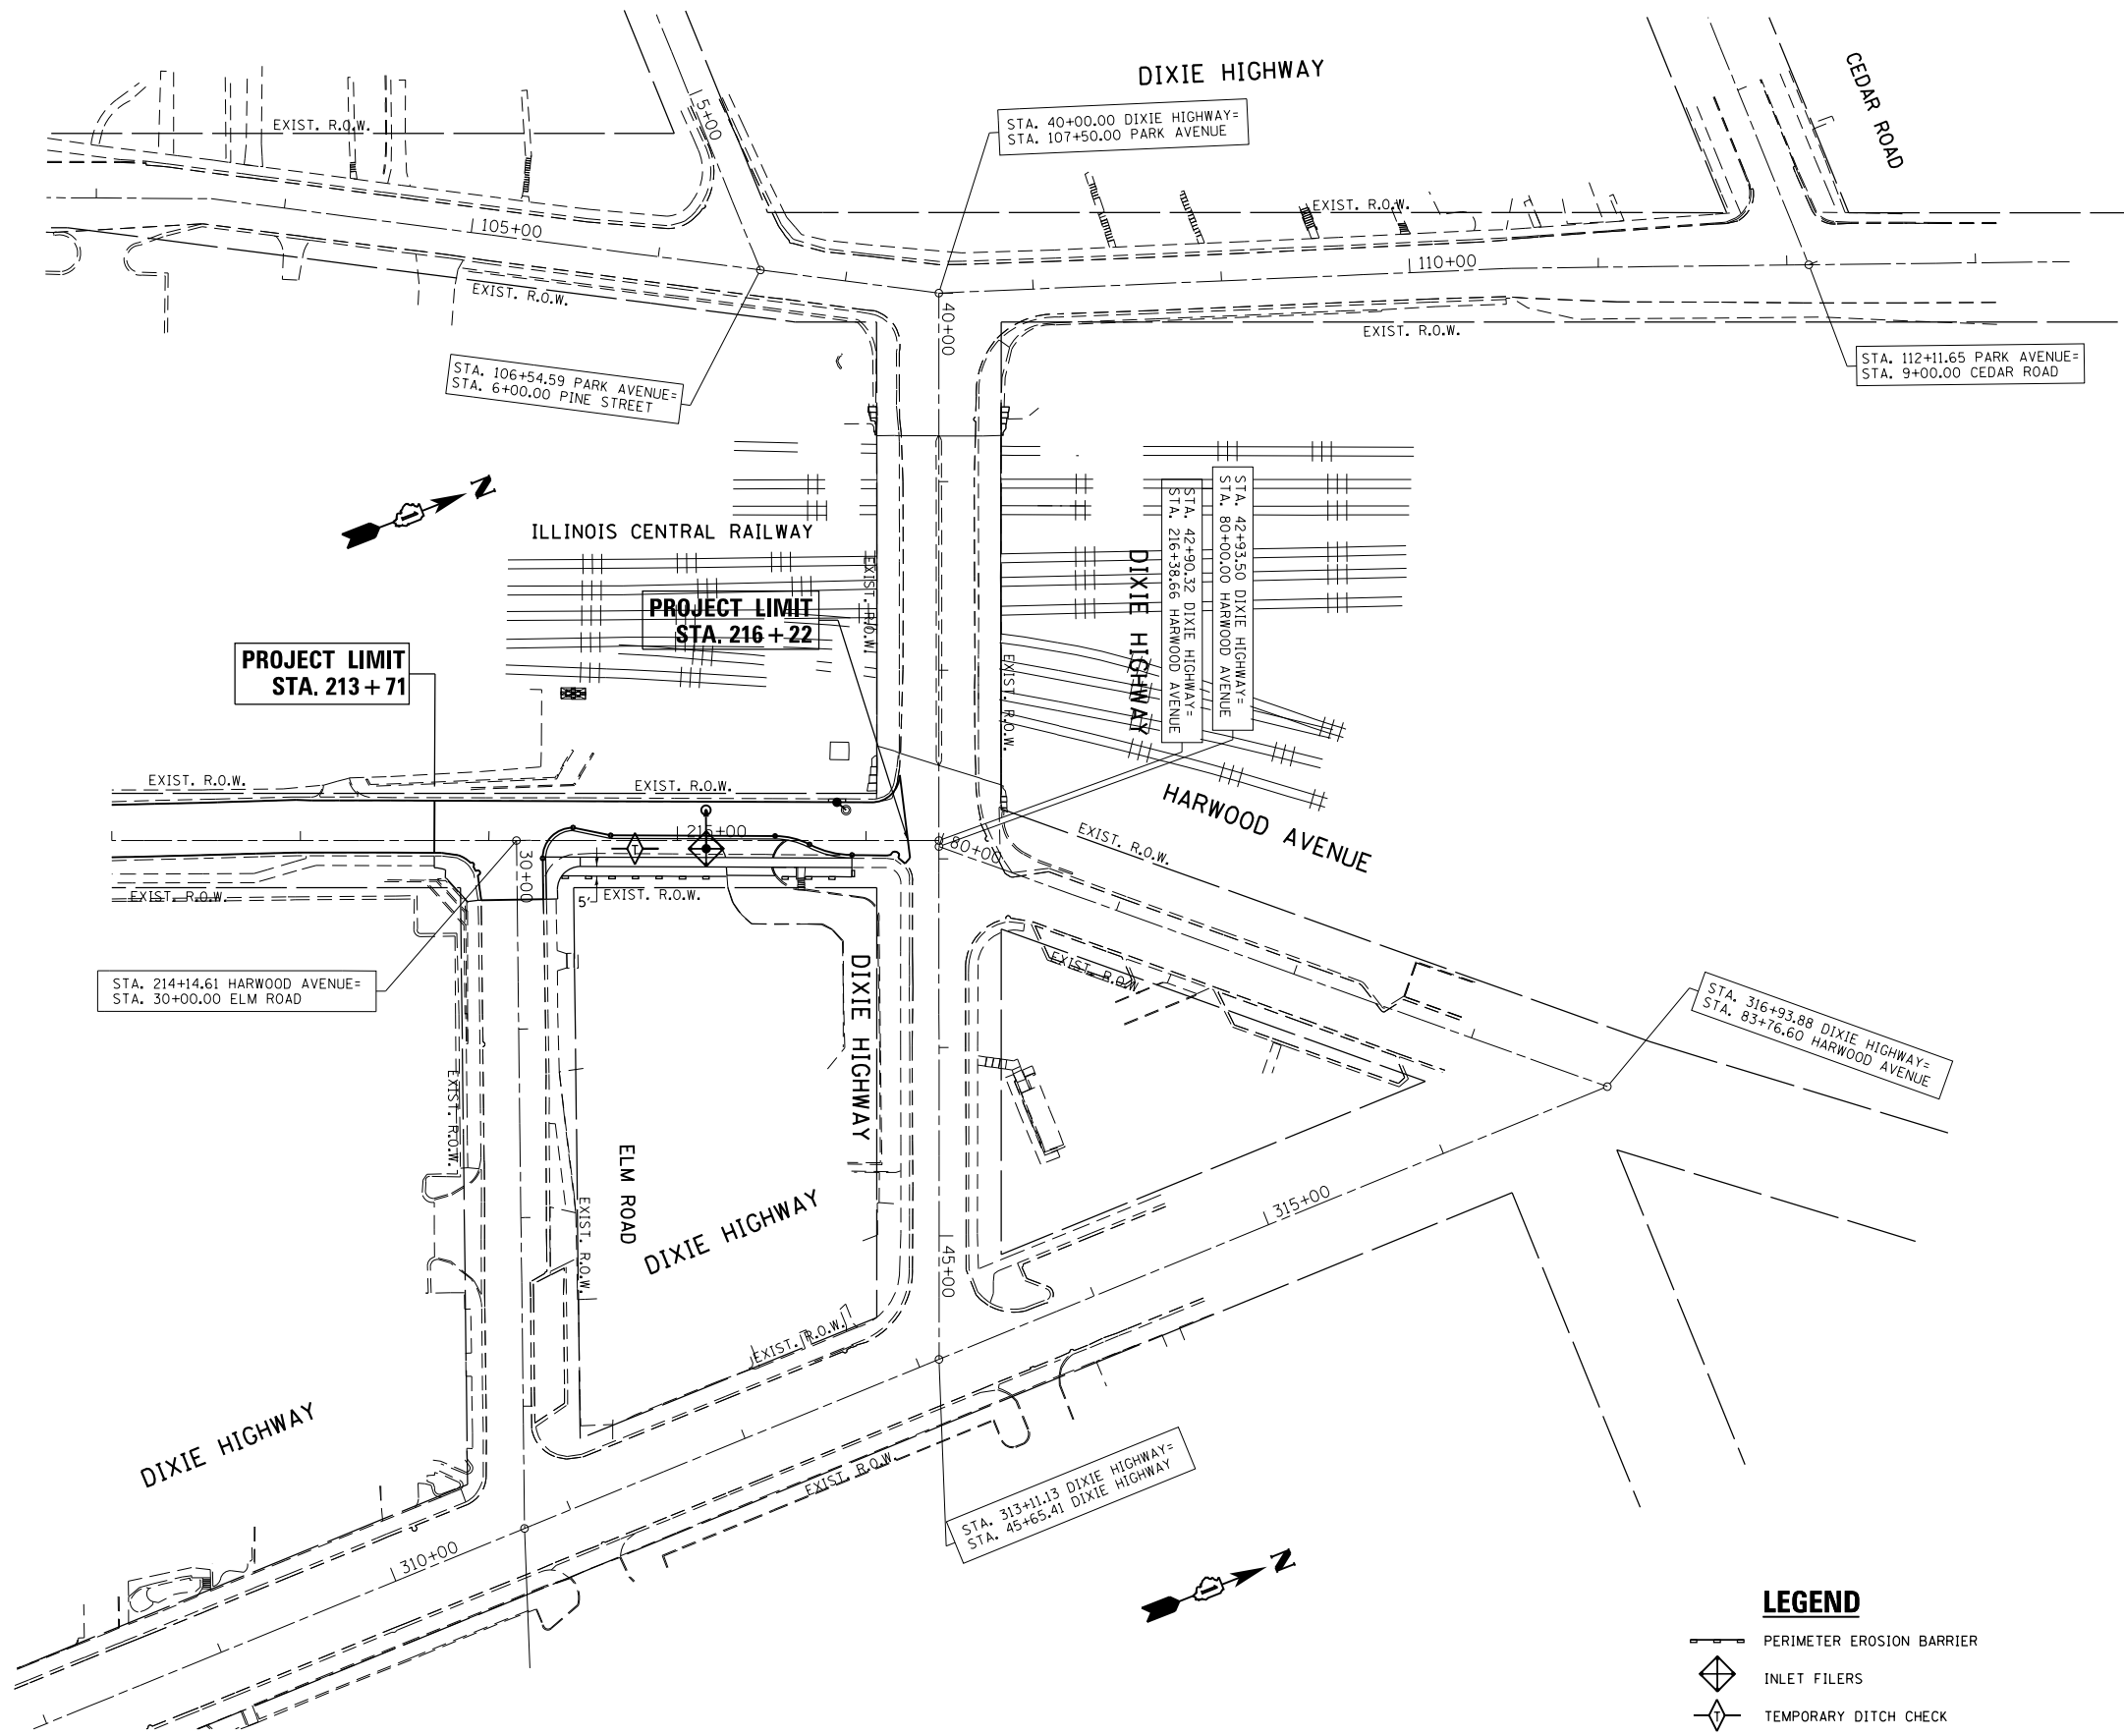 DIXIE HIGHWAY
CEDAR ROAD
EXIST. R.O.W.
5+00
STA. 40+00.00 DIXIE HIGHWAY=
STA. 107+50.00 PARK AVENUE
EXIST. R.O.W.
105+00
110+00
EXIST. R.O.W.
40+00
EXIST. R.O.W.
STA. 106+54.59 PARK AVENUE=
STA. 6+00.00 PINE STREET
STA. 112+11.65 PARK AVENUE=
STA. 9+00.00 CEDAR ROAD
N
ILLINOIS CENTRAL RAILWAY
EXIST. R.O.W.
DIXIE HIGHWAY
STA. 42+90.32 DIXIE HIGHWAY=
STA. 216+38.66 HARWOOD AVENUE
STA. 42+93.50 DIXIE HIGHWAY=
STA. 80+00.00 HARWOOD AVENUE
PROJECT LIMIT
STA. 216+22
PROJECT LIMIT
STA. 213+71
EXIST. R.O.W.
EXIST. R.O.W.
EXIST. R.O.W.
HARWOOD AVENUE
215+00
80+00
EXIST. R.O.W.
30+00
T
EXIST. R.O.W.
5'
EXIST. R.O.W.
STA. 214+14.61 HARWOOD AVENUE=
STA. 30+00.00 ELM ROAD
DIXIE HIGHWAY
EXIST. R.O.W.
STA. 316+93.88 DIXIE HIGHWAY=
STA. 83+76.60 HARWOOD AVENUE
EXIST. R.O.W.
ELM ROAD
EXIST. R.O.W.
DIXIE HIGHWAY
315+00
45+00
EXIST. R.O.W.
DIXIE HIGHWAY
EXIST. R.O.W.
310+00
STA. 313+11.13 DIXIE HIGHWAY=
STA. 45+65.41 DIXIE HIGHWAY
N
LEGEND
PERIMETER EROSION BARRIER
INLET FILERS
T
TEMPORARY DITCH CHECK